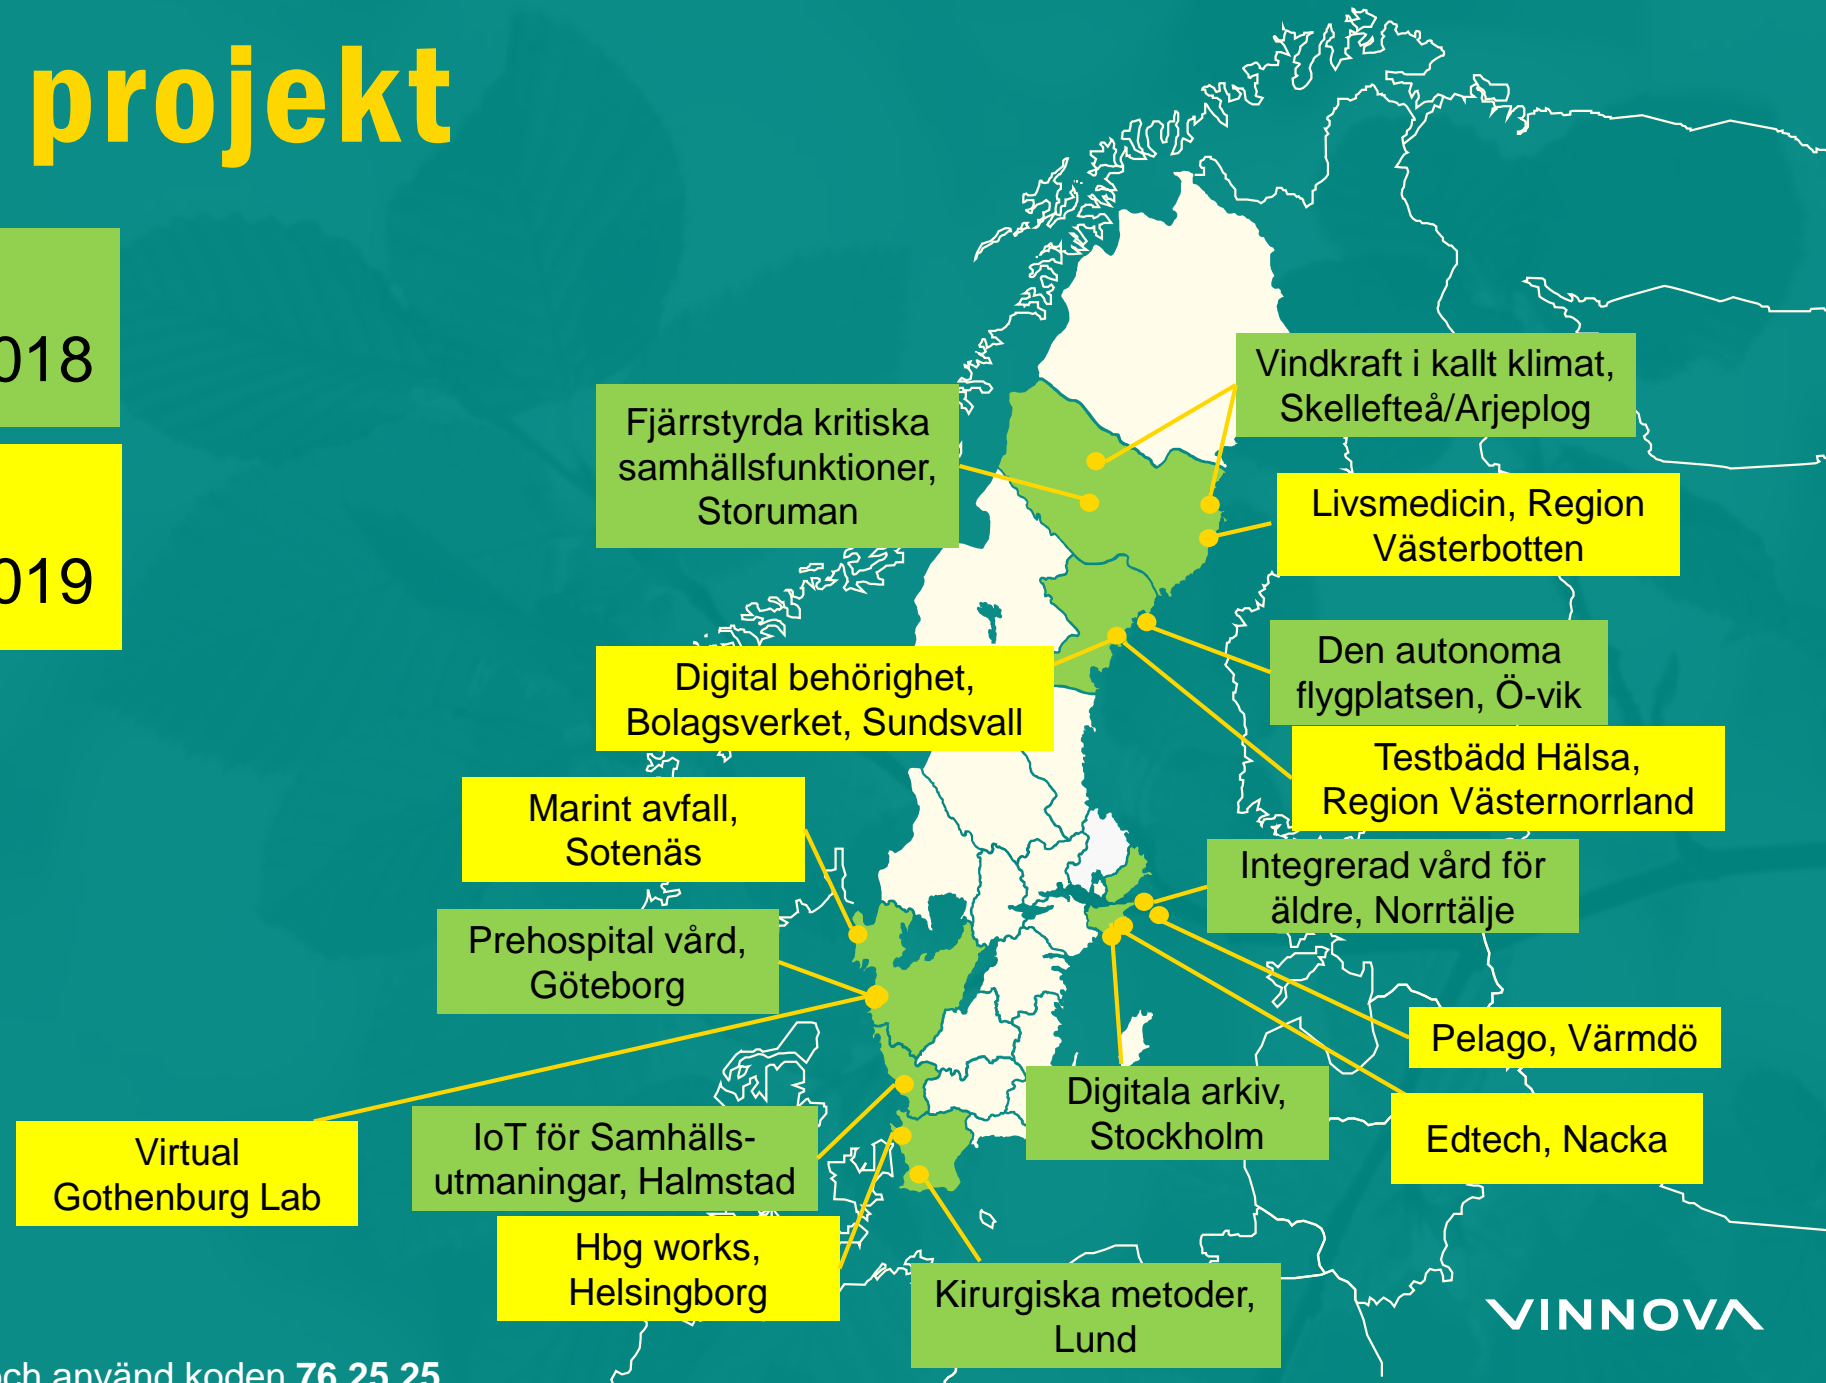 projekt
018
019
Vindkraft i kallt klimat,
Skellefteå/Arjeplog
Fjärrstyrda kritiska
samhällsfunktioner,
Storuman
Livsmedicin, Region
Västerbotten
Den autonoma
flygplatsen, Ö-vik
Digital behörighet,
Bolagsverket, Sundsvall
Testbädd Hälsa,
Region Västernorrland
Marint avfall,
Sotenäs
Integrerad vård för
äldre, Norrtälje
Prehospital vård,
Göteborg
Pelago, Värmdö
Digitala arkiv,
Stockholm
Edtech, Nacka
Virtual
Gothenburg Lab
IoT för Samhälls-
utmaningar, Halmstad
Hbg works,
Helsingborg
Kirurgiska metoder,
Lund
VINNOVA
och använd koden 76 25 25